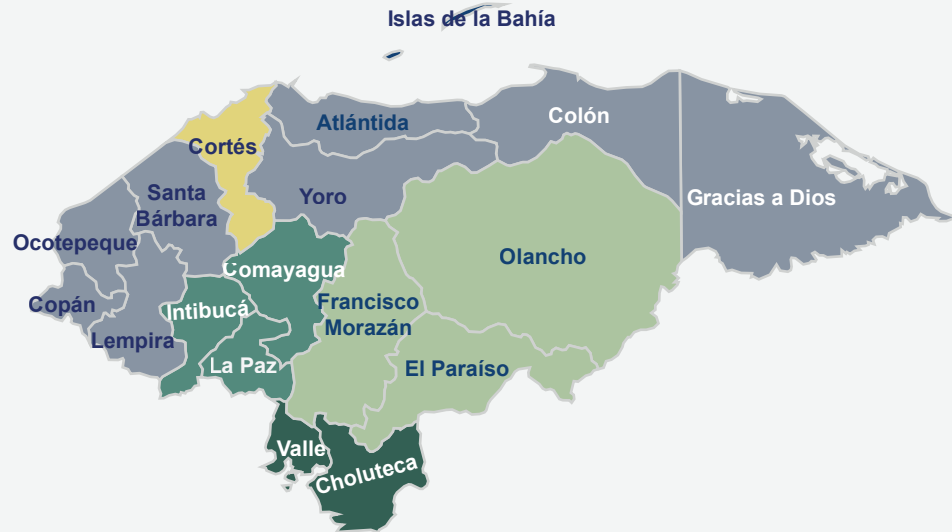 Islas de la Bahía
Colón
Atlántida
Cortés
Santa
Bárbara
Yoro
Gracias a Dios
Ocotepeque
Olancho
Comayagua
Copán
Intibucá
Francisco
Morazán
Lempira
La Paz
El Paraíso
Valle
Choluteca